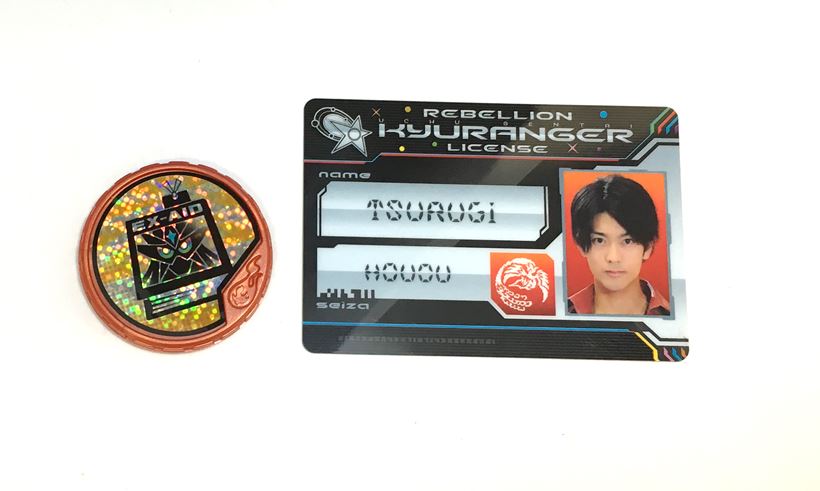 EX-AID
REBELLION
UCHU SENTAI
KYURANGER
LICENSE
name
TSURUGI
HOUOU
seiza